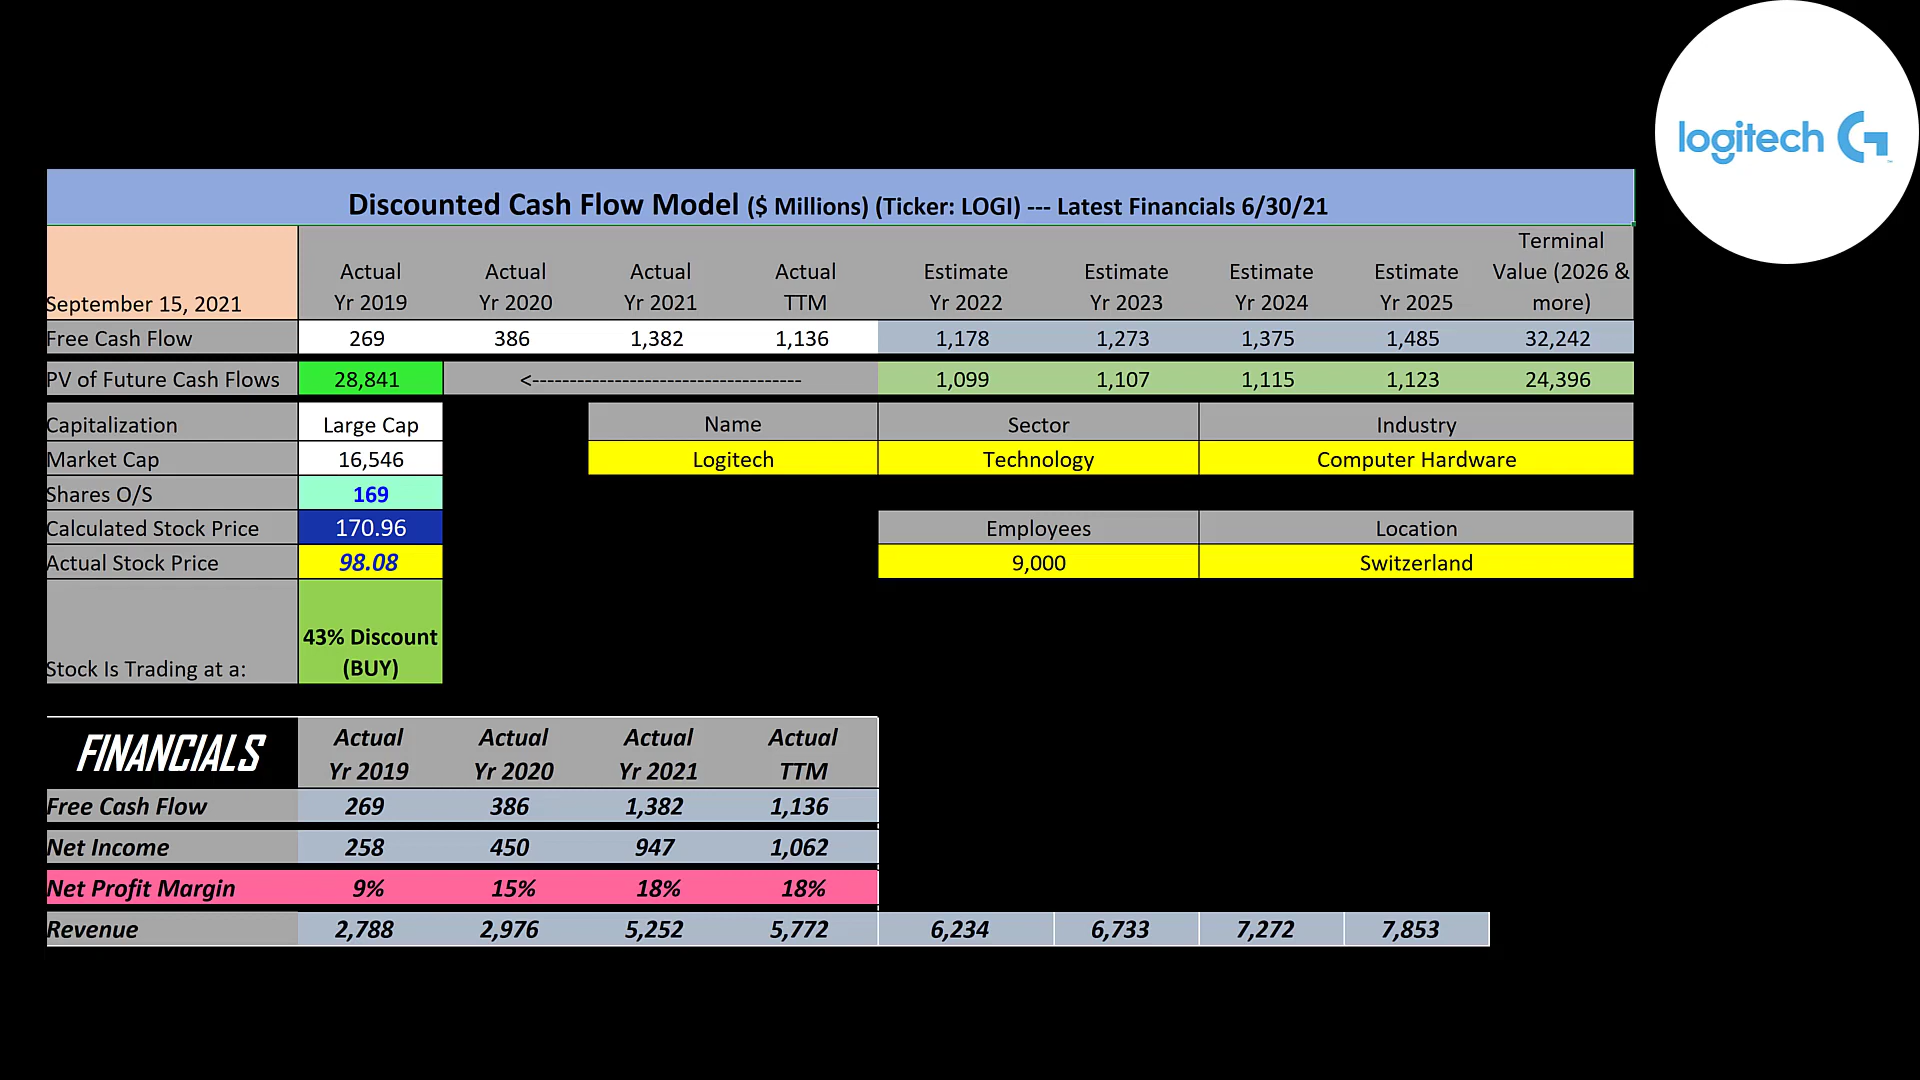 logitech G
Discounted Cash Flow Model ($ Millions) (Ticker: LOGI) --- Latest Financials 6/30/21
September 15, 2021 Actual Yr 2019 Actual Yr 2020 Actual Yr 2021 Actual TTM Estimate Yr 2022 Estimate Yr 2023 Estimate Yr 2024 Estimate Yr 2025 Terminal Value (2026 & more)
Free Cash Flow 269 386 1,382 1,136 1,178 1,273 1,375 1,485 32,242
PV of Future Cash Flows 28,841 <------------------------------------ 1,099 1,107 1,115 1,123 24,396
Capitalization Large Cap Name Sector Industry
Market Cap 16,546 Logitech Technology Computer Hardware
Shares O/S 169
Calculated Stock Price 170.96 Employees Location
Actual Stock Price 98.08 9,000 Switzerland
Stock Is Trading at a: 43% Discount (BUY)
FINANCIALS Actual Yr 2019 Actual Yr 2020 Actual Yr 2021 Actual TTM
Free Cash Flow 269 386 1,382 1,136
Net Income 258 450 947 1,062
Net Profit Margin 9% 15% 18% 18%
Revenue 2,788 2,976 5,252 5,772 6,234 6,733 7,272 7,853